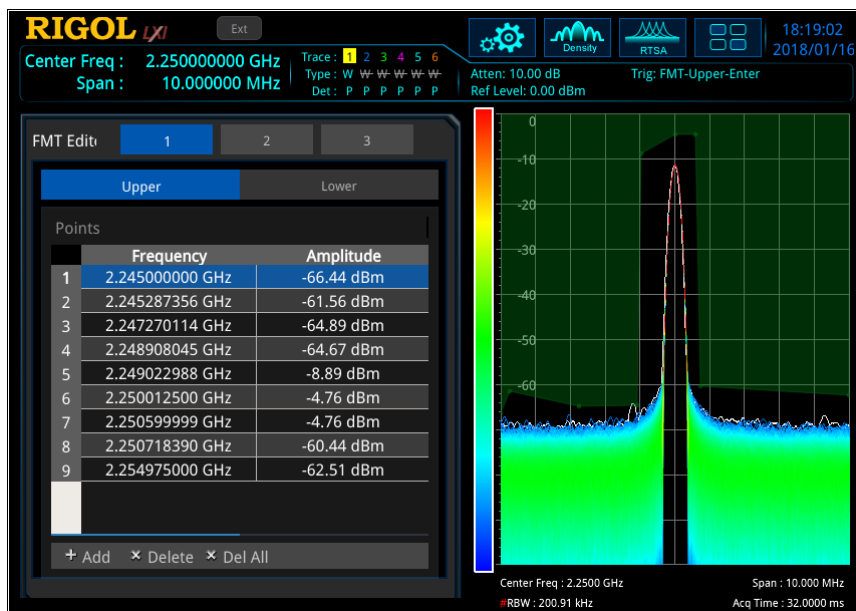 RIGOL LXI Ext
Center Freq : 2.250000000 GHz
Span : 10.000000 MHz
Trace : 1 2 3 4 5 6
Type : W W W W W W
Det : P P P P P P
Density
RTSA
18:19:02
2018/01/16
Atten: 10.00 dB Trig: FMT-Upper-Enter
Ref Level: 0.00 dBm
FMT Edit 1 2 3
Upper Lower
Points
Frequency Amplitude
1 2.245000000 GHz -66.44 dBm
2 2.245287356 GHz -61.56 dBm
3 2.247270114 GHz -64.89 dBm
4 2.248908045 GHz -64.67 dBm
5 2.249022988 GHz -8.89 dBm
6 2.250012500 GHz -4.76 dBm
7 2.250599999 GHz -4.76 dBm
8 2.250718390 GHz -60.44 dBm
9 2.254975000 GHz -62.51 dBm
+ Add × Delete × Del All
0
-10
-20
-30
-40
-50
-60
Center Freq : 2.2500 GHz Span : 10.000 MHz
#RBW : 200.91 kHz Acq Time : 32.0000 ms